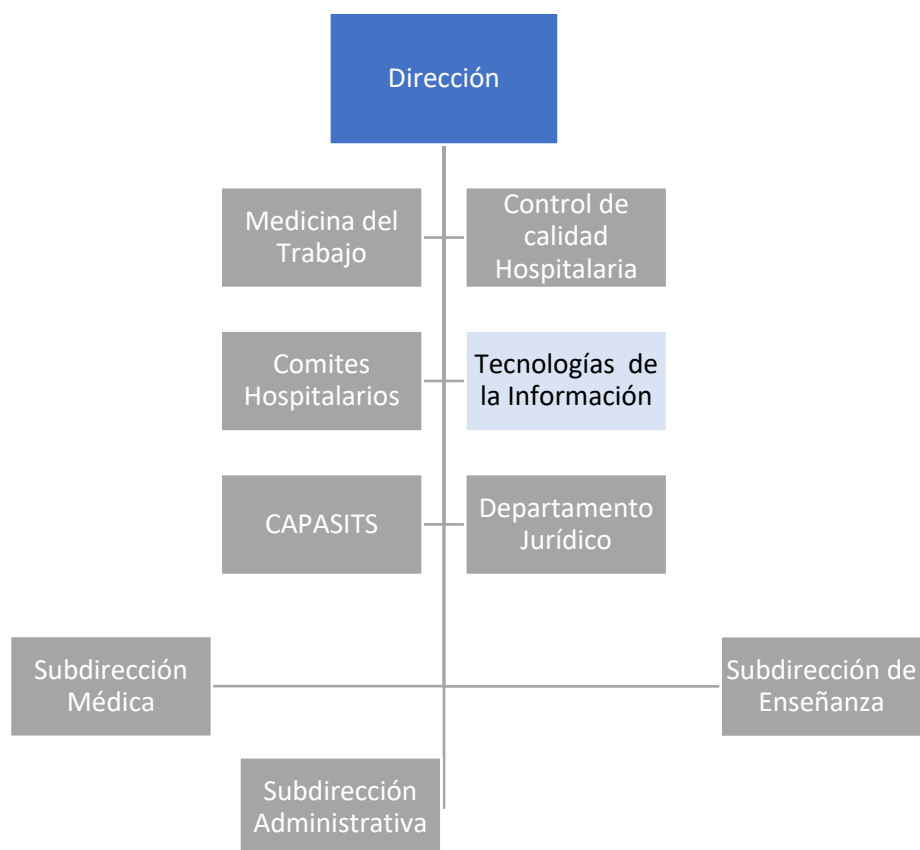 Dirección
Medicina del
Trabajo
Control de
calidad
Hospitalaria
Comites
Hospitalarios
Tecnologías de
la Información
CAPASITS
Departamento
Jurídico
Subdirección
Médica
Subdirección de
Enseñanza
Subdirección
Administrativa